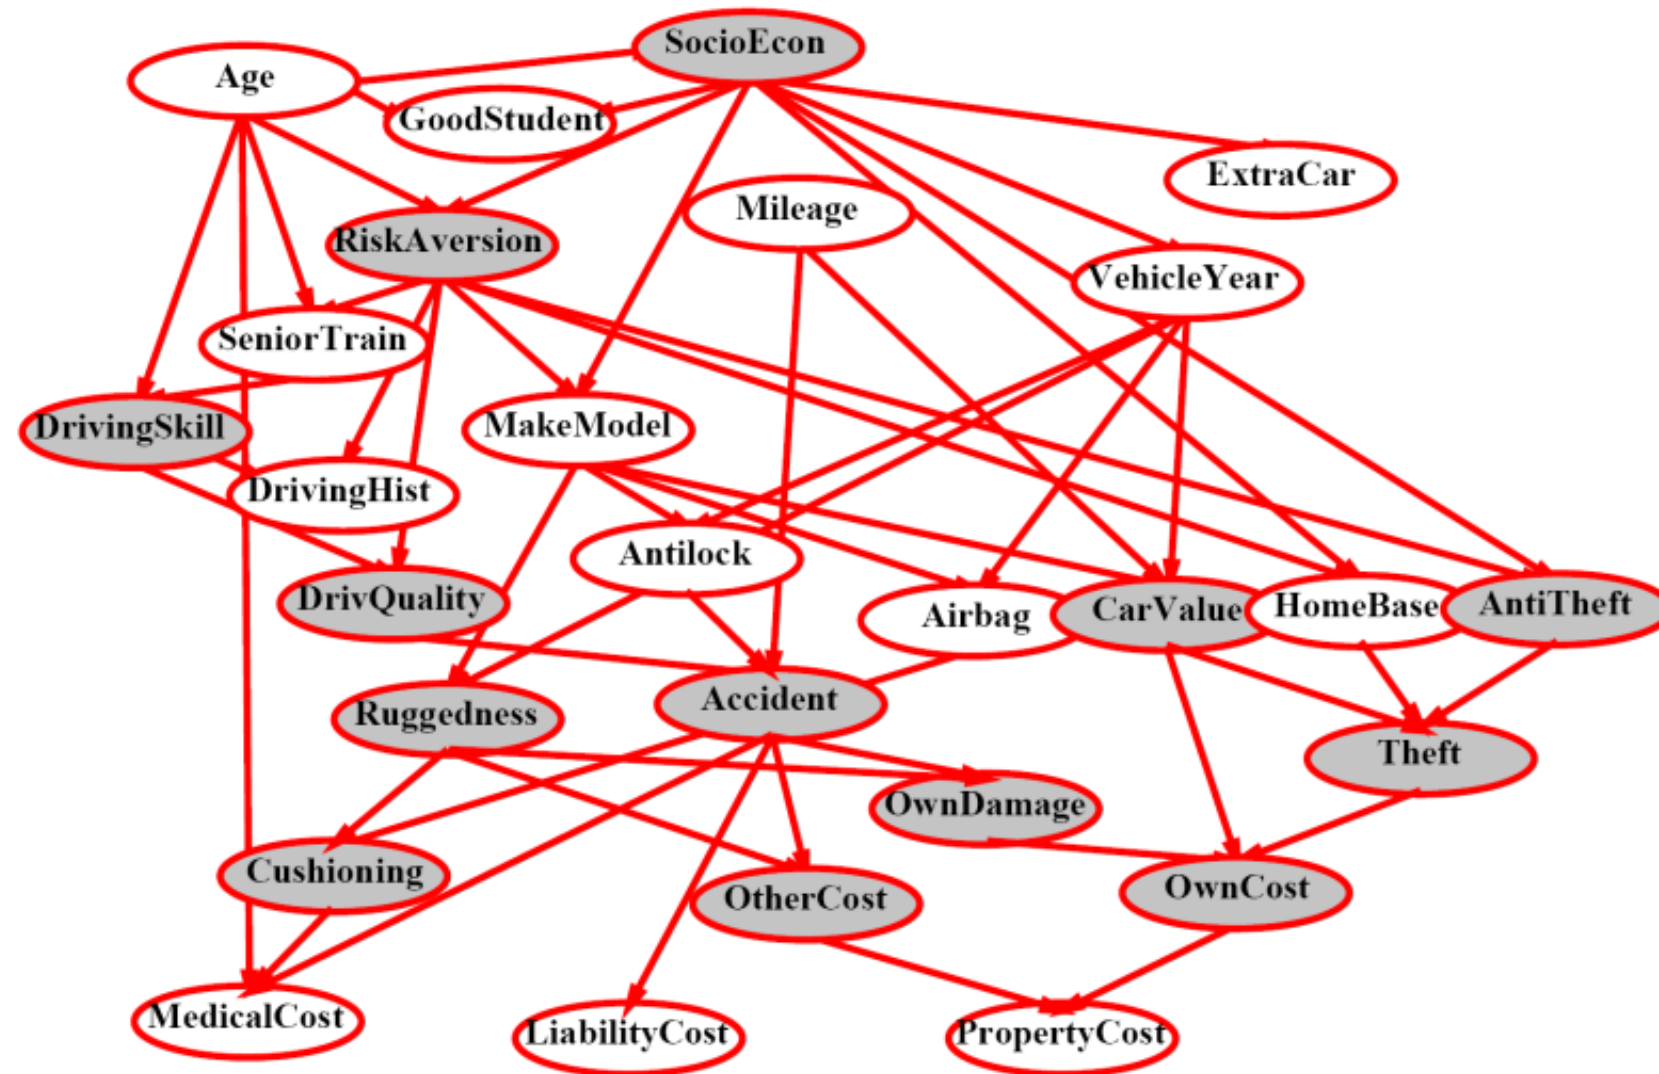 SocioEcon
Age
GoodStudent
ExtraCar
Mileage
RiskAversion
VehicleYear
SeniorTrain
DrivingSkill
MakeModel
DrivingHist
Antilock
DrivQuality
Airbag
CarValue
HomeBase
AntiTheft
Ruggedness
Accident
Theft
OwnDamage
Cushioning
OtherCost
OwnCost
MedicalCost
LiabilityCost
PropertyCost